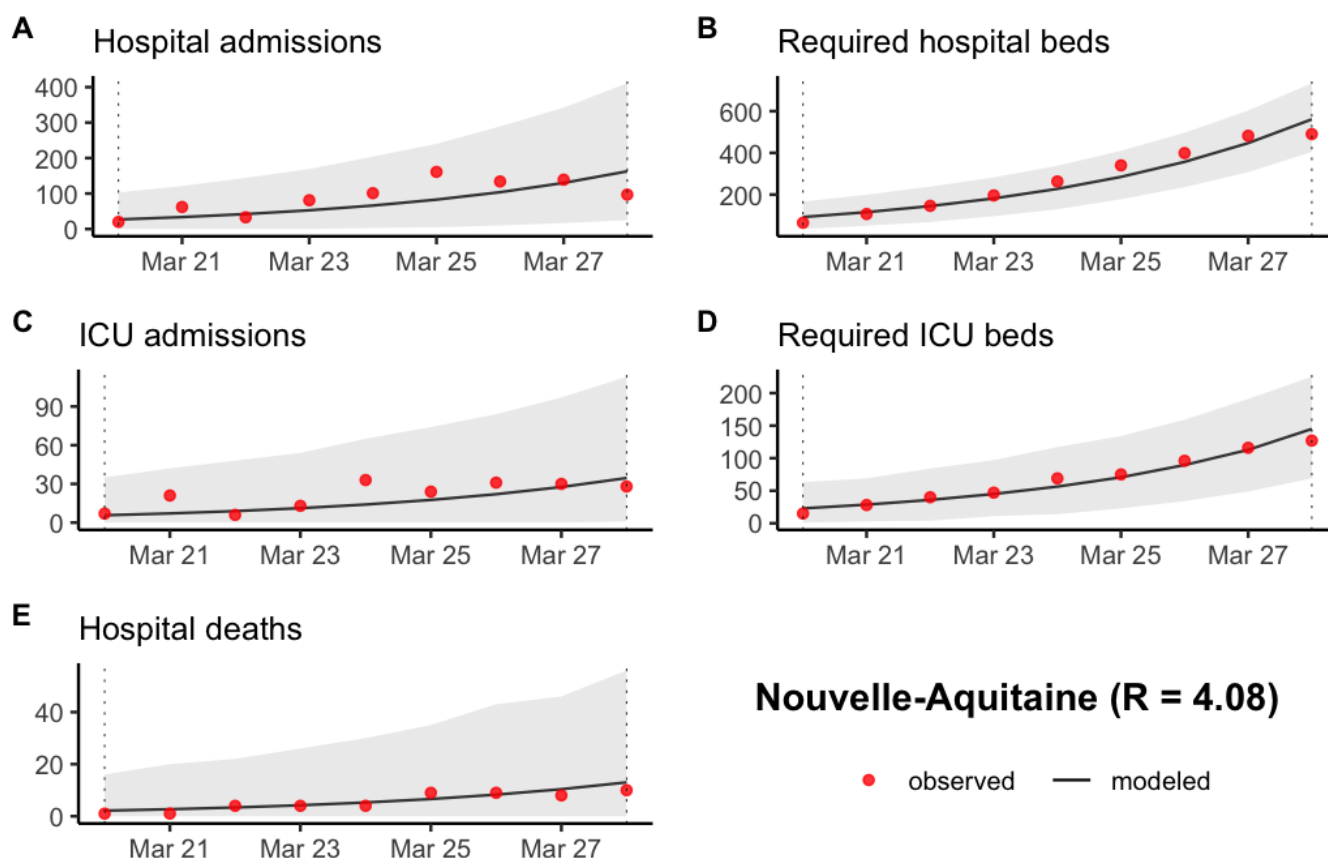 A
Hospital admissions
400
300
200
100
0
Mar 21 Mar 23 Mar 25 Mar 27
B
Required hospital beds
600
400
200
Mar 21 Mar 23 Mar 25 Mar 27
C
ICU admissions
90
60
30
0
Mar 21 Mar 23 Mar 25 Mar 27
D
Required ICU beds
200
150
100
50
0
Mar 21 Mar 23 Mar 25 Mar 27
E
Hospital deaths
40
20
0
Mar 21 Mar 23 Mar 25 Mar 27
Nouvelle-Aquitaine (R = 4.08)
observed modeled